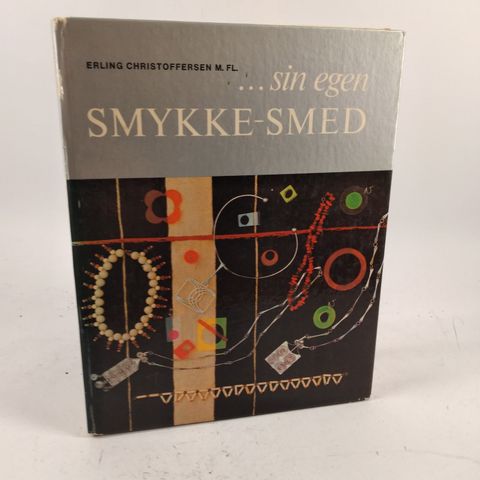 ERLING CHRISTOFFERSEN M. FL.
...sin egen
SMYKKE-SMED